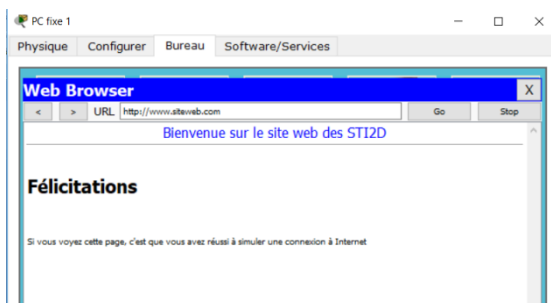 PC fixe 1
Physique Configurer Bureau Software/Services
Web Browser X
< > URL http://www.siteweb.com Go Stop
Bienvenue sur le site web des STI2D
Félicitations
Si vous voyez cette page, c'est que vous avez réussi à simuler une connexion à Internet